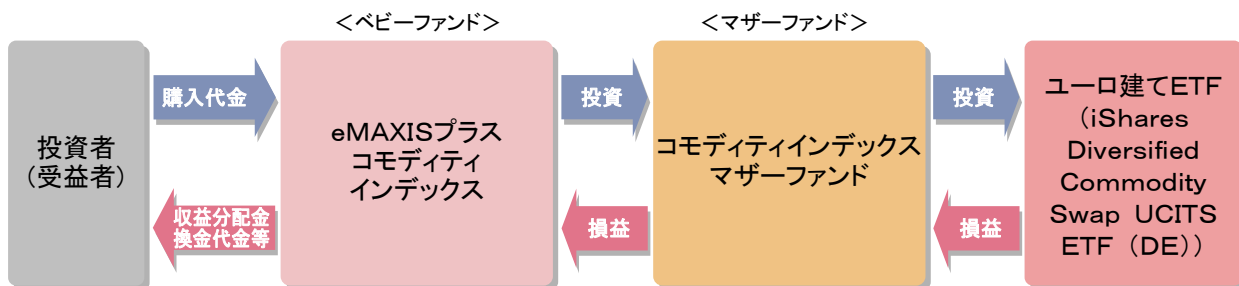 ＜ベビーファンド＞
＜マザーファンド＞
投資者
（受益者）
購入代金
収益分配金
換金代金等
eMAXISプラス
コモディティ
インデックス
投資
損益
コモディティインデックス
マザーファンド
投資
損益
ユーロ建てETF
（iShares
Diversified
Commodity
Swap UCITS
ETF（DE））